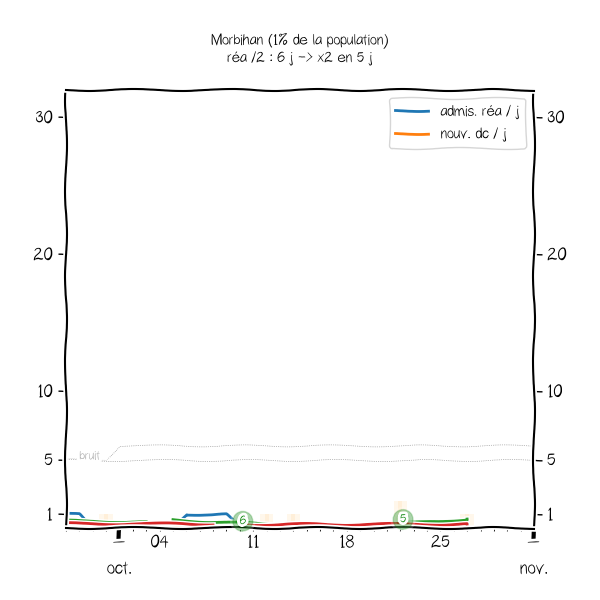 Morbihan (1% de la population)
réa /2 : 6 j -> x2 en 5 j
admis. réa / j
nouv. dc / j
30
30
20
20
10
10
5
bruit
5
1
6
5
1
04
11
18
25
oct.
nov.